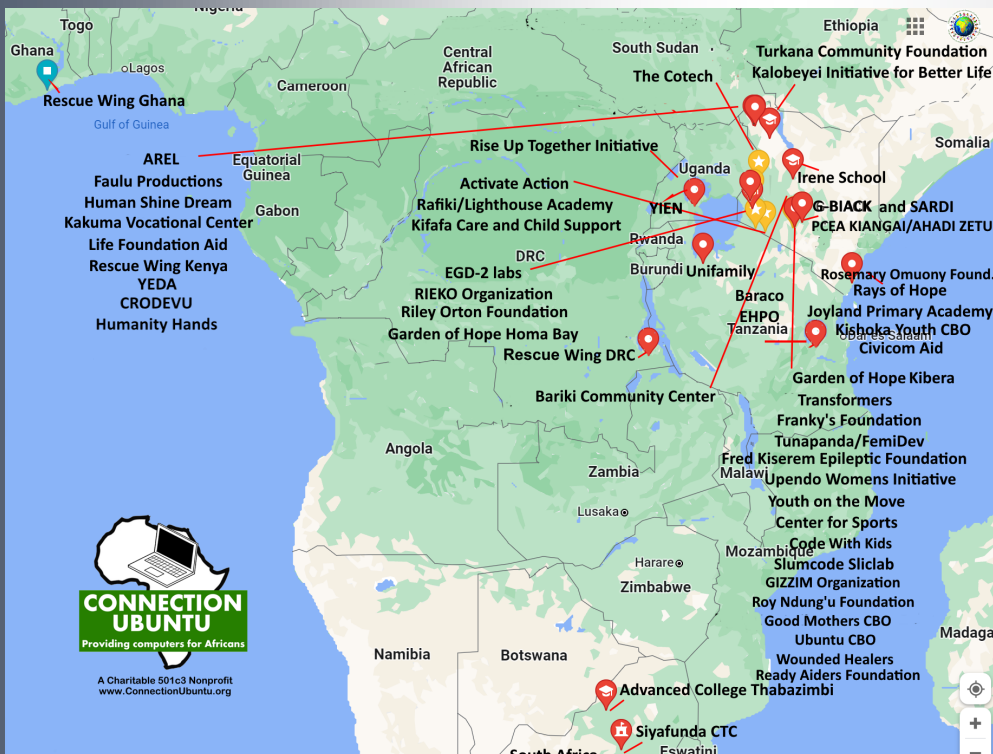 Nigeria
Togo
Ghana
Lagos
Rescue Wing Ghana
Gulf of Guinea
Cameroon
Central
African
Republic
South Sudan
Ethiopia
Turkana Community Foundation
Kalobeyei Initiative for Better Life
The Cotech
Somalia
AREL
Faulu Productions
Human Shine Dream
Kakuma Vocational Center
Life Foundation Aid
Rescue Wing Kenya
YEDA
CRODEVU
Humanity Hands
Equatorial
Guinea
Gabon
Rise Up Together Initiative
Uganda
Irene School
Activate Action
Rafiki/Lighthouse Academy
YIEN
Kifafa Care and Child Support
G-BIACK and SARDI
PCEA KIANGAI/AHADI ZETU
Rwanda
DRC
Burundi
Unifamily
EGD-2 labs
RIEKO Organization
Riley Orton Foundation
Garden of Hope Homa Bay
Rescue Wing DRC
Baraco
EHPO
Tanzania
Rosemary Omuony Found.
Rays of Hope
Joyland Primary Academy
Kishoka Youth CBO
Dar es Salaam
Civicom Aid
Bariki Community Center
Garden of Hope Kibera
Transformers
Franky's Foundation
Tunapanda/FemiDev
Fred Kiserem Epileptic Foundation
Upendo Womens Initiative
Youth on the Move
Center for Sports
Code With Kids
Slumcode Sliclab
GIZZIM Organization
Roy Ndung'u Foundation
Good Mothers CBO
Ubuntu CBO
Wounded Healers
Ready Aiders Foundation
Angola
Zambia
Malawi
Lusaka
Harare
Mozambique
Zimbabwe
Namibia
Botswana
Madaga
CONNECTION
UBUNTU
Providing computers for Africans
A Charitable 501c3 Nonprofit
www.ConnectionUbuntu.org
Advanced College Thabazimbi
Siyafunda CTC
South Africa
Eswatini